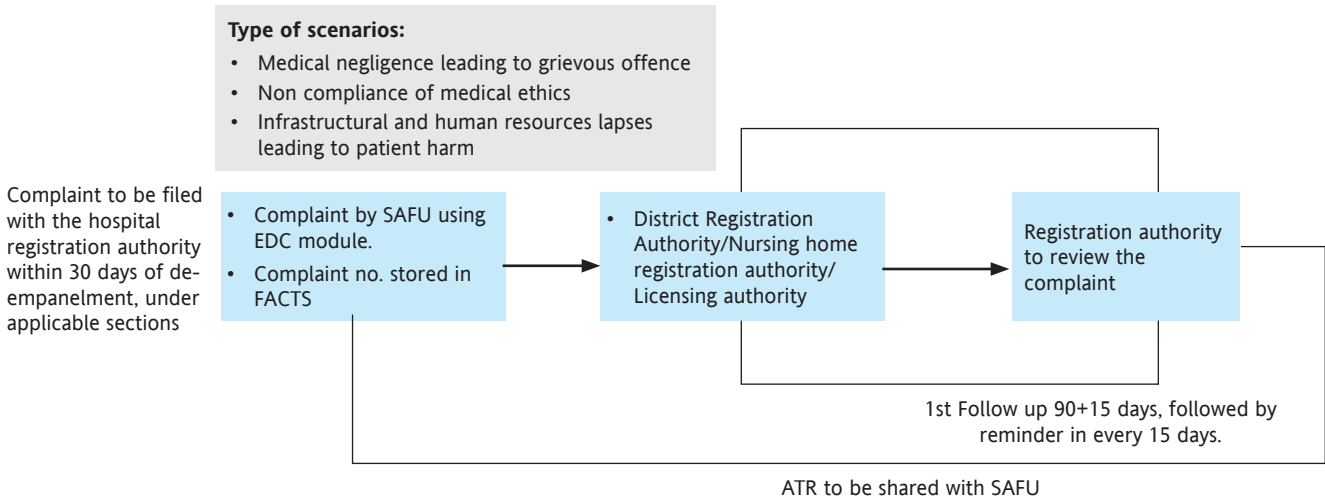 Type of scenarios:
• Medical negligence leading to grievous offence
• Non compliance of medical ethics
• Infrastructural and human resources lapses
leading to patient harm
Complaint to be filed
with the hospital
registration authority
within 30 days of de-
empanelment, under
applicable sections
• Complaint by SAFU using
EDC module.
• Complaint no. stored in
FACTS
• District Registration
Authority/Nursing home
registration authority/
Licensing authority
Registration authority
to review the
complaint
1st Follow up 90+15 days, followed by
reminder in every 15 days.
ATR to be shared with SAFU